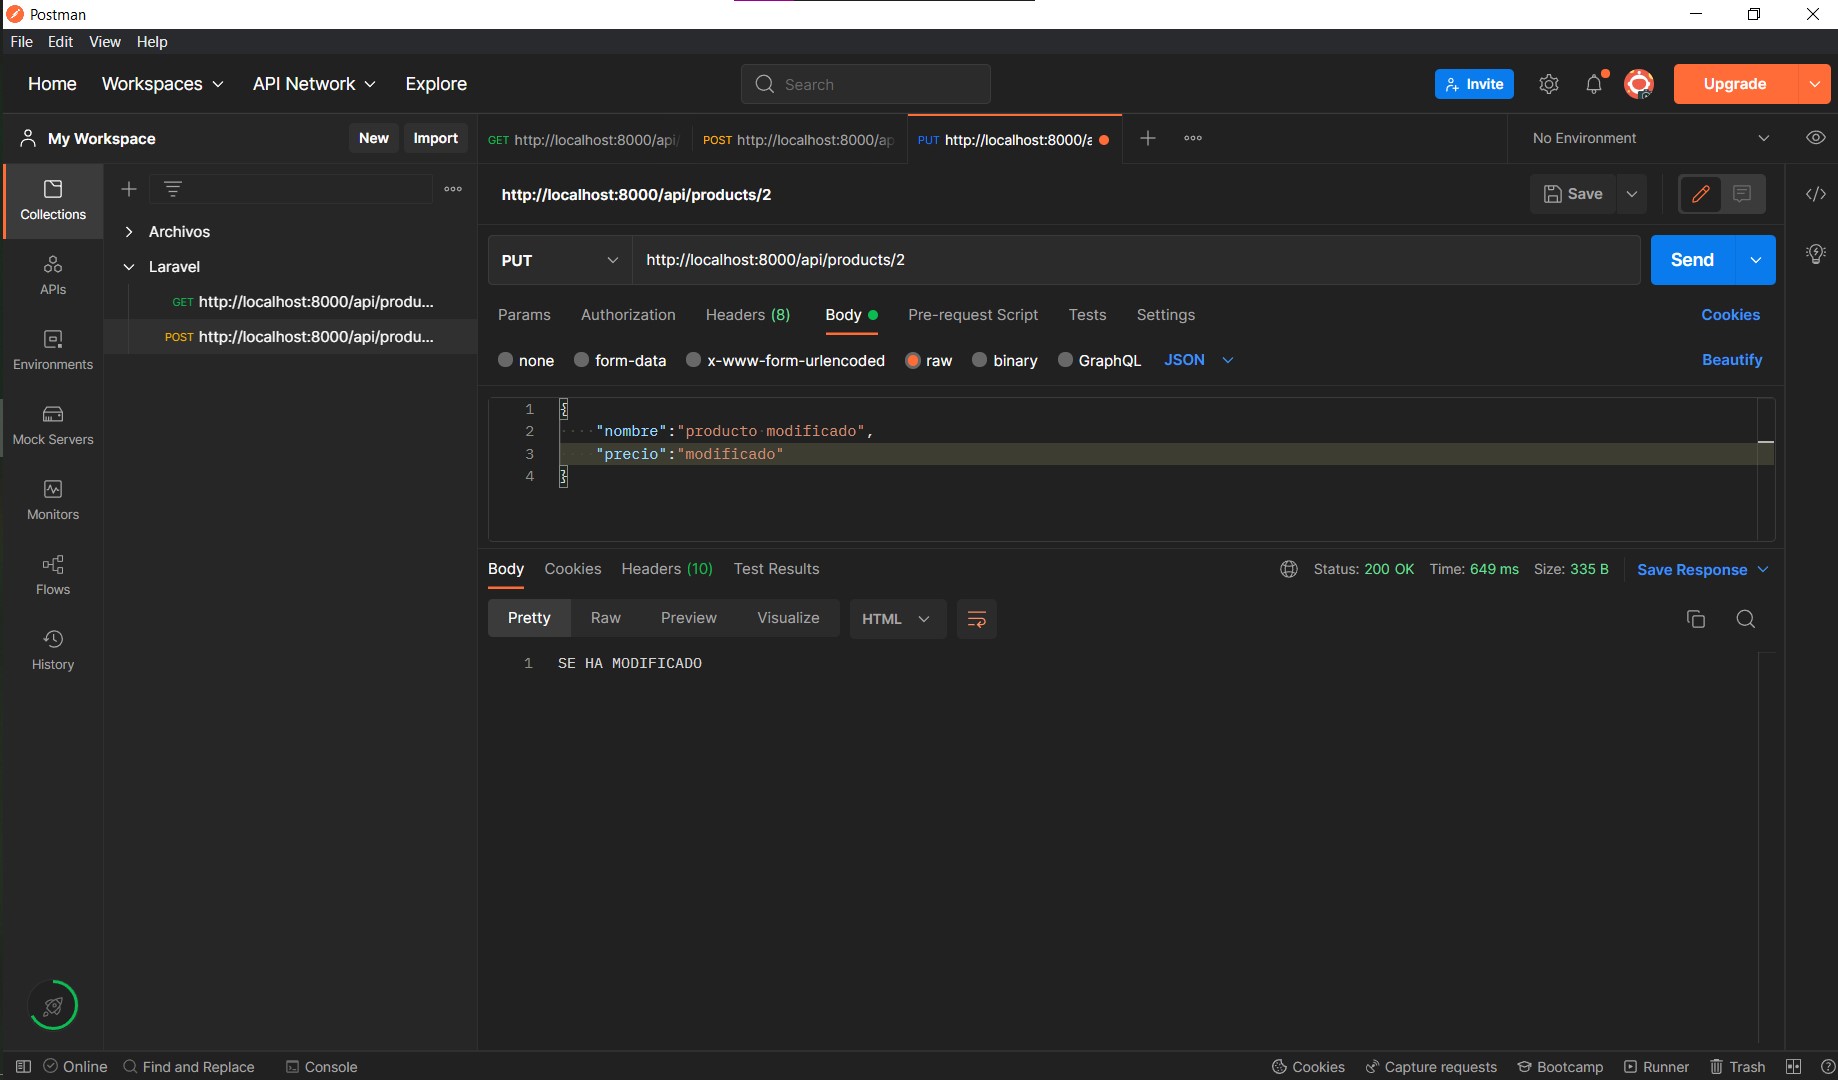 Postman
File Edit View Help
Home Workspaces API Network Explore Search Invite Upgrade
My Workspace New Import GET http://localhost:8000/api/ POST http://localhost:8000/ap PUT http://localhost:8000/a No Environment
Collections
APIs
Environments
Mock Servers
Monitors
Flows
History
Archivos
Laravel
GET http://localhost:8000/api/produ...
POST http://localhost:8000/api/produ...
http://localhost:8000/api/products/2 Save
PUT http://localhost:8000/api/products/2 Send
Params Authorization Headers (8) Body Pre-request Script Tests Settings Cookies
none form-data x-www-form-urlencoded raw binary GraphQL JSON Beautify
1 {
2 "nombre":"producto modificado",
3 "precio":"modificado"
4 }
Body Cookies Headers (10) Test Results Status: 200 OK Time: 649 ms Size: 335 B Save Response
Pretty Raw Preview Visualize HTML
1 SE HA MODIFICADO
Online Find and Replace Console Cookies Capture requests Bootcamp Runner Trash